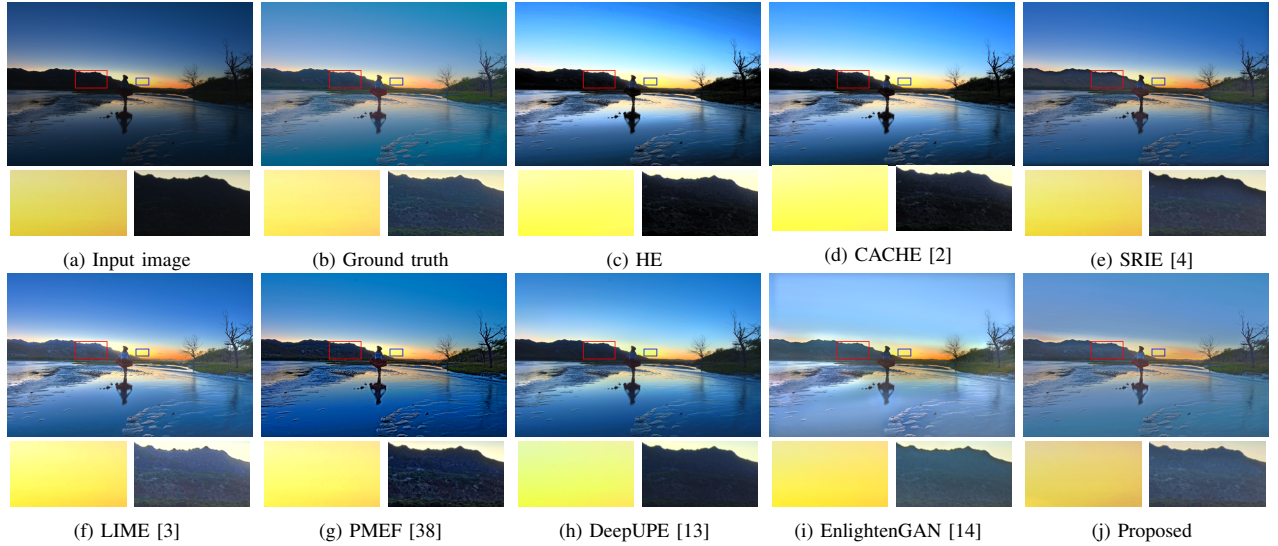 (a) Input image
(b) Ground truth
(c) HE
(d) CACHE [2]
(e) SRIE [4]
(f) LIME [3]
(g) PMEF [38]
(h) DeepUPE [13]
(i) EnlightenGAN [14]
(j) Proposed